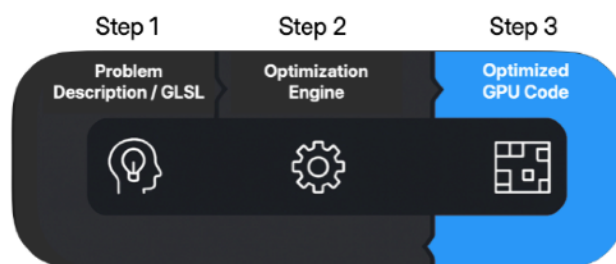 Step 1
Step 2
Step 3
Problem
Description / GLSL
Optimization
Engine
Optimized
GPU Code